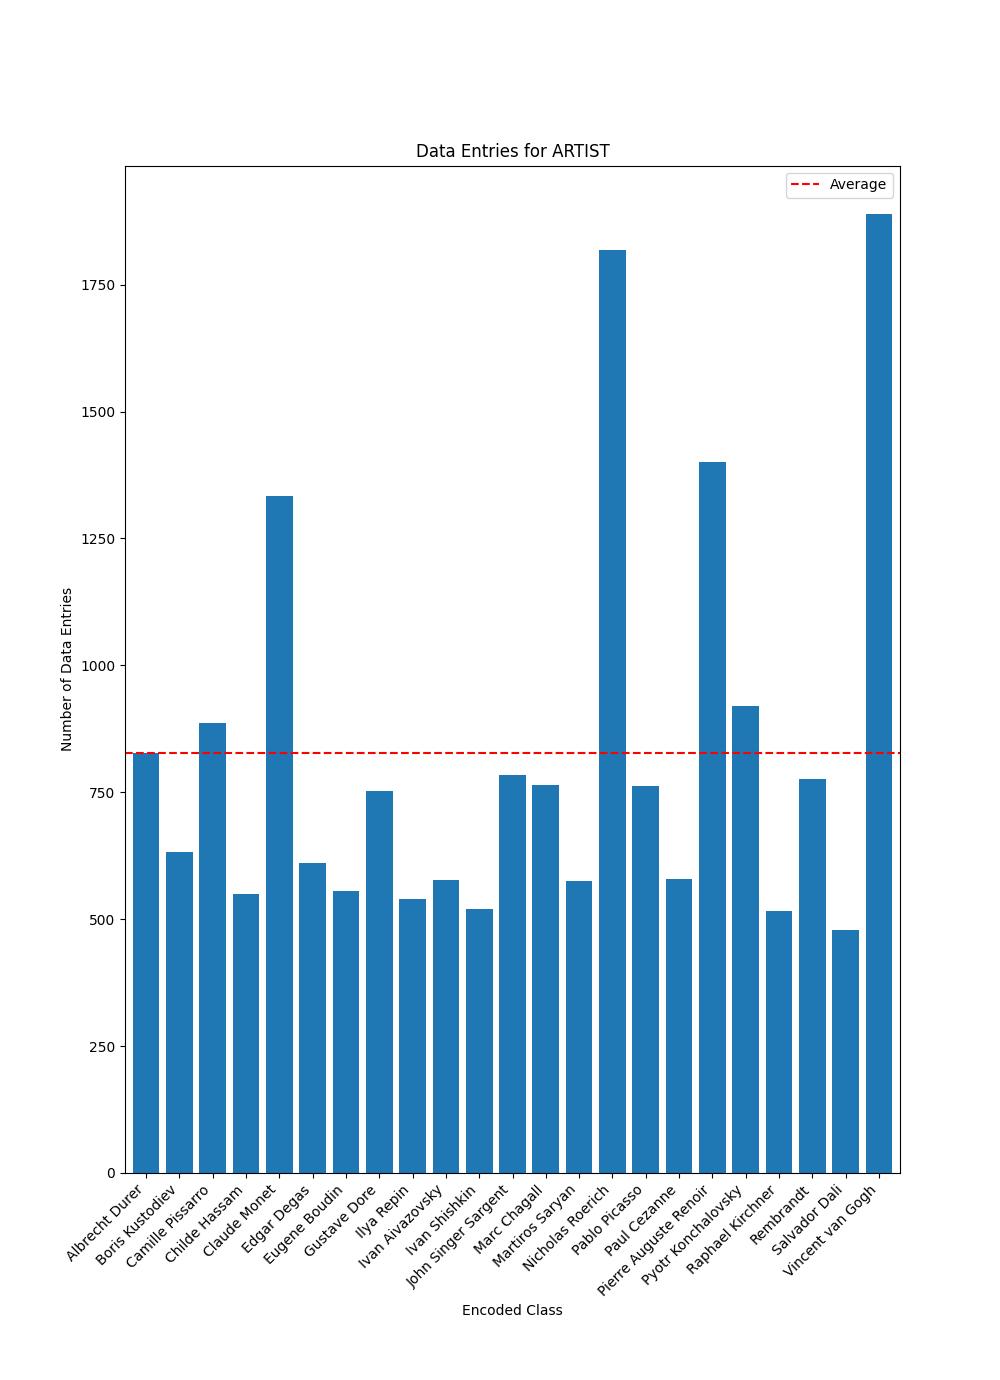 Data Entries for ARTIST
Average
1750
1500
1250
1000
750
500
250
0
Number of Data Entries
Albrecht Durer
Boris Kustodiev
Camille Pissarro
Childe Hassam
Claude Monet
Edgar Degas
Eugene Boudin
Gustave Dore
Ilya Repin
Ivan Aivazovsky
Ivan Shishkin
John Singer Sargent
Marc Chagall
Martiros Saryan
Nicholas Roerich
Pablo Picasso
Paul Cezanne
Pierre Auguste Renoir
Pyotr Konchalovsky
Raphael Kirchner
Rembrandt
Salvador Dali
Vincent van Gogh
Encoded Class